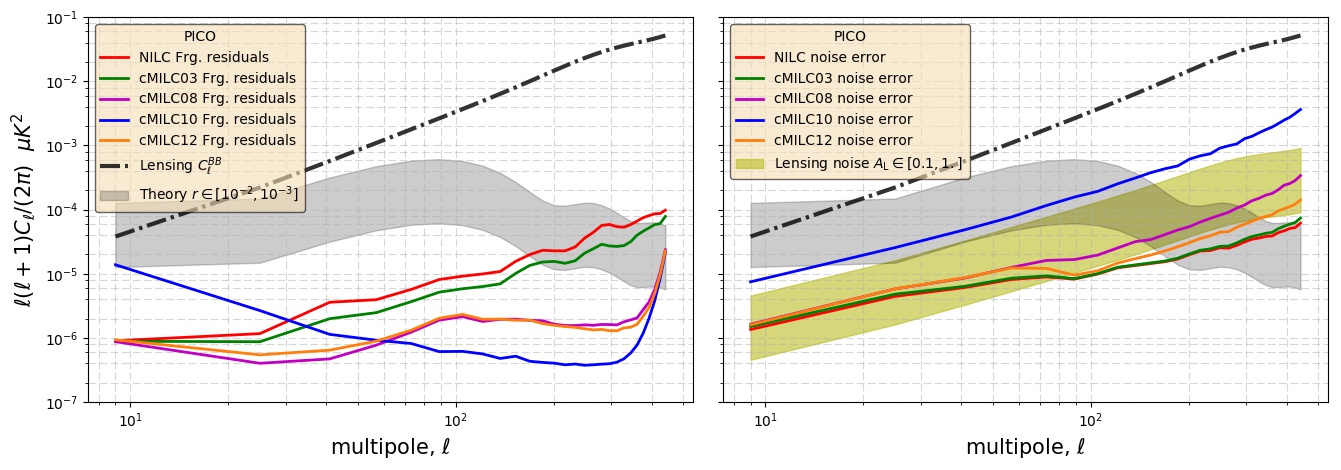 PICO
NILC Frg. residuals
cMILC03 Frg. residuals
cMILC08 Frg. residuals
cMILC10 Frg. residuals
cMILC12 Frg. residuals
Lensing $C_\ell^{BB}$
Theory $r \in [10^{-2}, 10^{-3}]$
$10^{-1}$
$10^{-2}$
$10^{-3}$
$10^{-4}$
$10^{-5}$
$10^{-6}$
$10^{-7}$
$\ell(\ell+1)C_\ell/(2\pi)$ $\mu K^2$
$10^1$
$10^2$
multipole, $\ell$
PICO
NILC noise error
cMILC03 noise error
cMILC08 noise error
cMILC10 noise error
cMILC12 noise error
Lensing noise $A_L \in [0.1, 1.]$
$10^1$
$10^2$
multipole, $\ell$